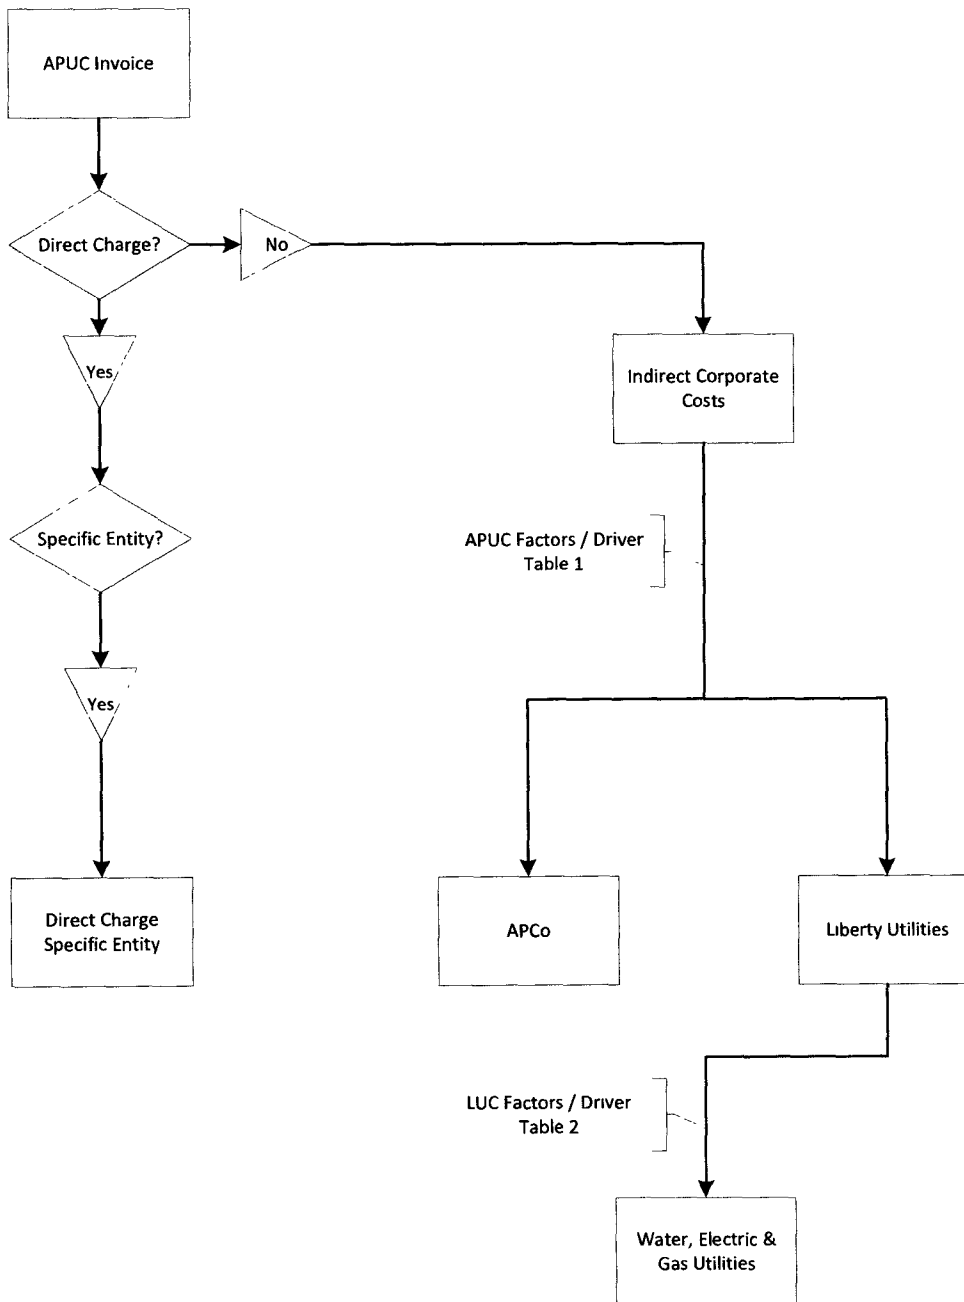 APUC Invoice
Direct Charge?
No
Yes
Indirect Corporate
Costs
Specific Entity?
APUC Factors / Driver
Table 1
Yes
Direct Charge
Specific Entity
APCo
Liberty Utilities
LUC Factors / Driver
Table 2
Water, Electric &
Gas Utilities